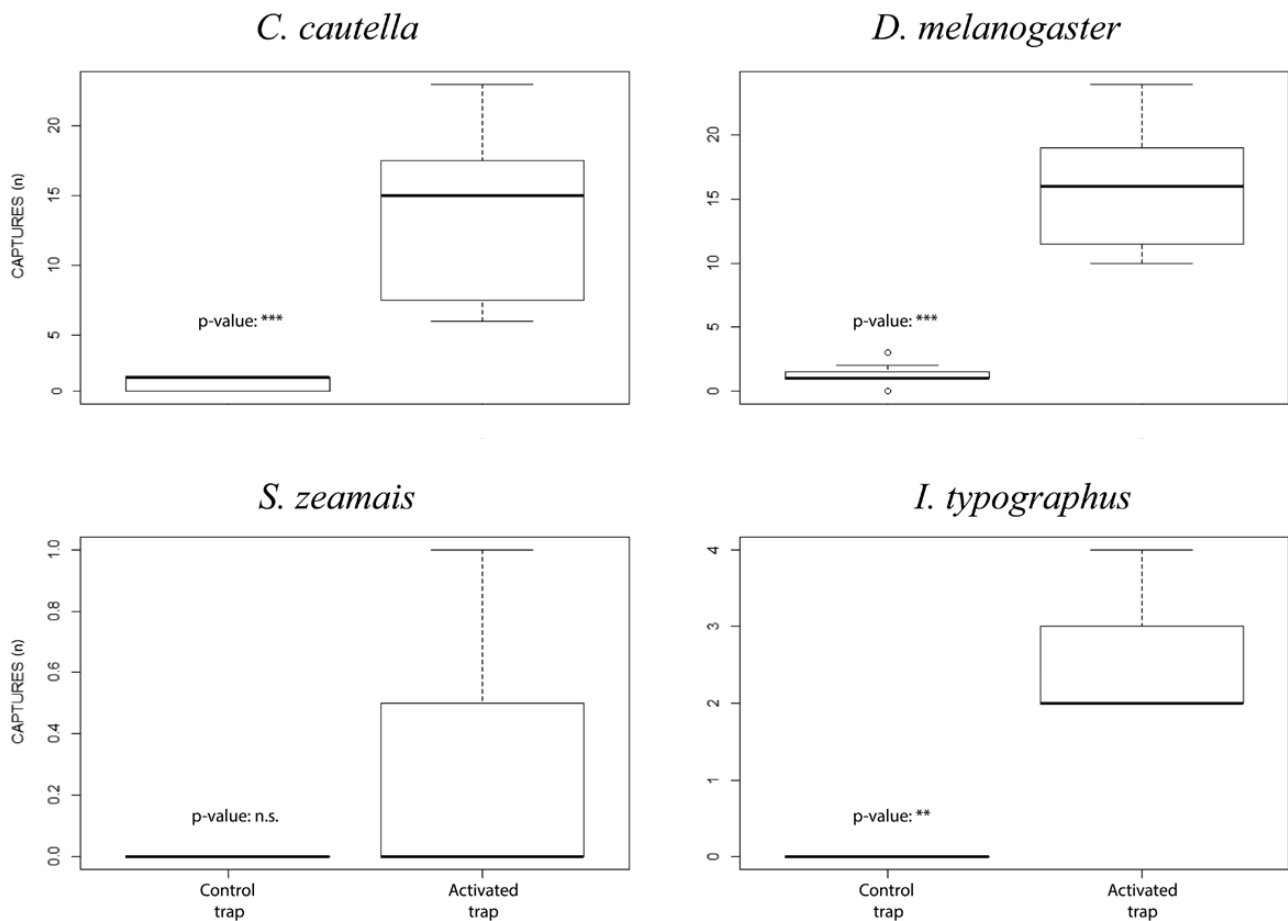 C. cautella
D. melanogaster
CAPTURES (n)
20
15
10
5
0
p-value: ***
20
15
10
5
0
p-value: ***
S. zeamais
I. typographus
CAPTURES (n)
1.0
0.8
0.6
0.4
0.2
0.0
p-value: n.s.
Control
trap
Activated
trap
4
3
2
1
0
p-value: **
Control
trap
Activated
trap